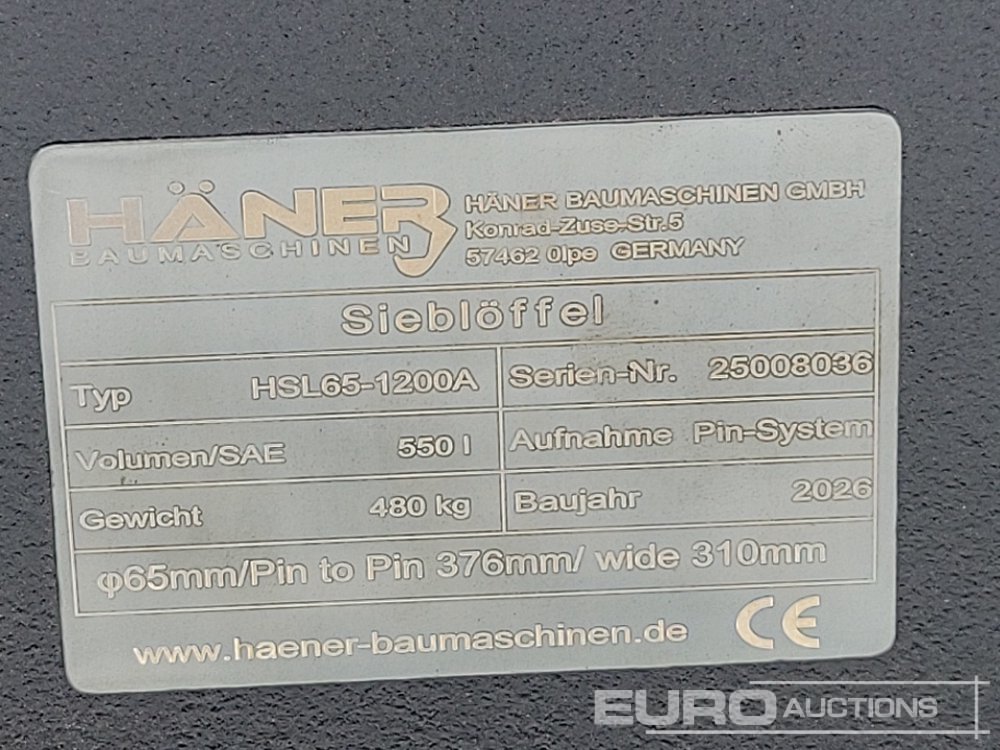 HÄNER
BAUMASCHINEN
HÄNER BAUMASCHINEN GMBH
Konrad-Zuse-Str.5
57462 Olpe GERMANY
Sieblöffel
Typ HSL65-1200A
Serien-Nr. 25008036
Volumen/SAE 550 l
Aufnahme Pin-System
Gewicht 480 kg
Baujahr 2026
φ65mm/Pin to Pin 376mm/ wide 310mm
www.haener-baumaschinen.de CE
EURO AUCTIONS